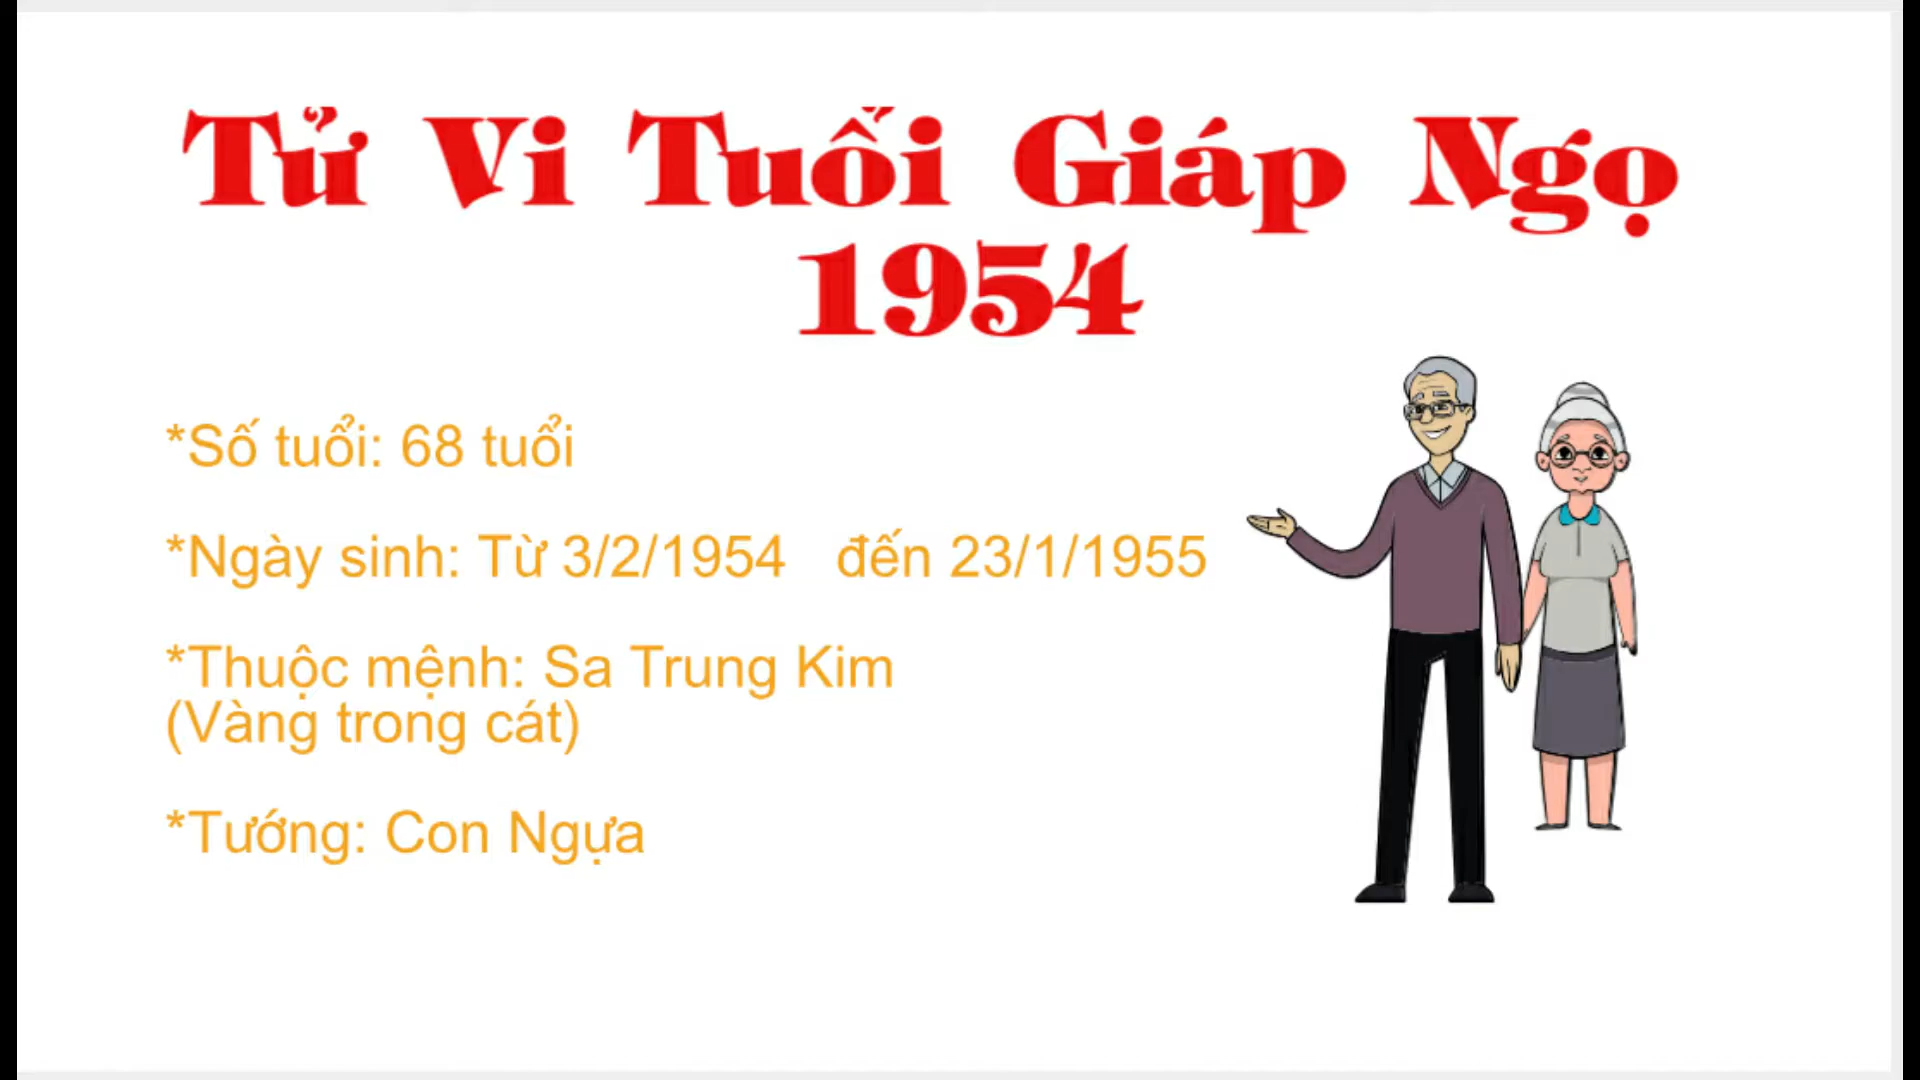 Tử Vi Tuổi Giáp Ngọ
1954
*Số tuổi: 68 tuổi
*Ngày sinh: Từ 3/2/1954 đến 23/1/1955
*Thuộc mệnh: Sa Trung Kim
(Vàng trong cát)
*Tướng: Con Ngựa